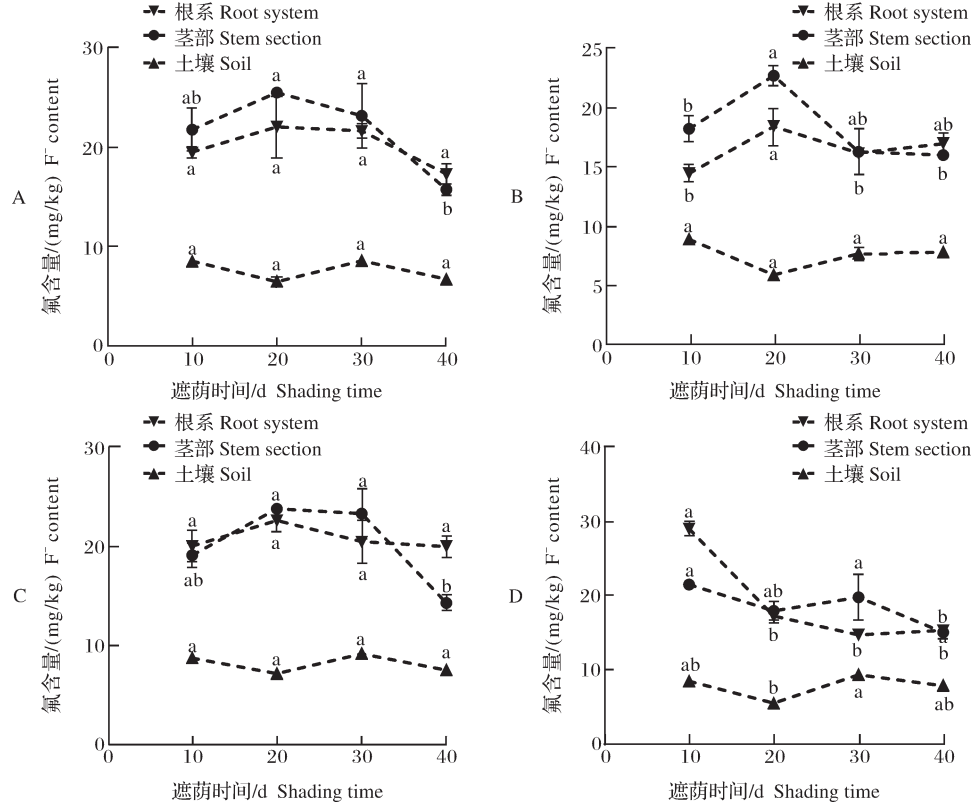 根系 Root system
茎部 Stem section
土壤 Soil
A
氟含量/(mg/kg) F⁻ content
30
20
10
0
0 10 20 30 40
ab a a a
a a a b
a a a a
遮荫时间/d Shading time
根系 Root system
茎部 Stem section
土壤 Soil
B
氟含量/(mg/kg) F⁻ content
25
20
15
10
5
0
0 10 20 30 40
b a ab ab
b a b b
a a a a
遮荫时间/d Shading time
根系 Root system
茎部 Stem section
土壤 Soil
C
氟含量/(mg/kg) F⁻ content
30
20
10
0
0 10 20 30 40
a a a a
ab a a b
a a a a
遮荫时间/d Shading time
根系 Root system
茎部 Stem section
土壤 Soil
D
氟含量/(mg/kg) F⁻ content
40
30
20
10
0
0 10 20 30 40
a ab a b
a b b a
b
ab b a ab
遮荫时间/d Shading time